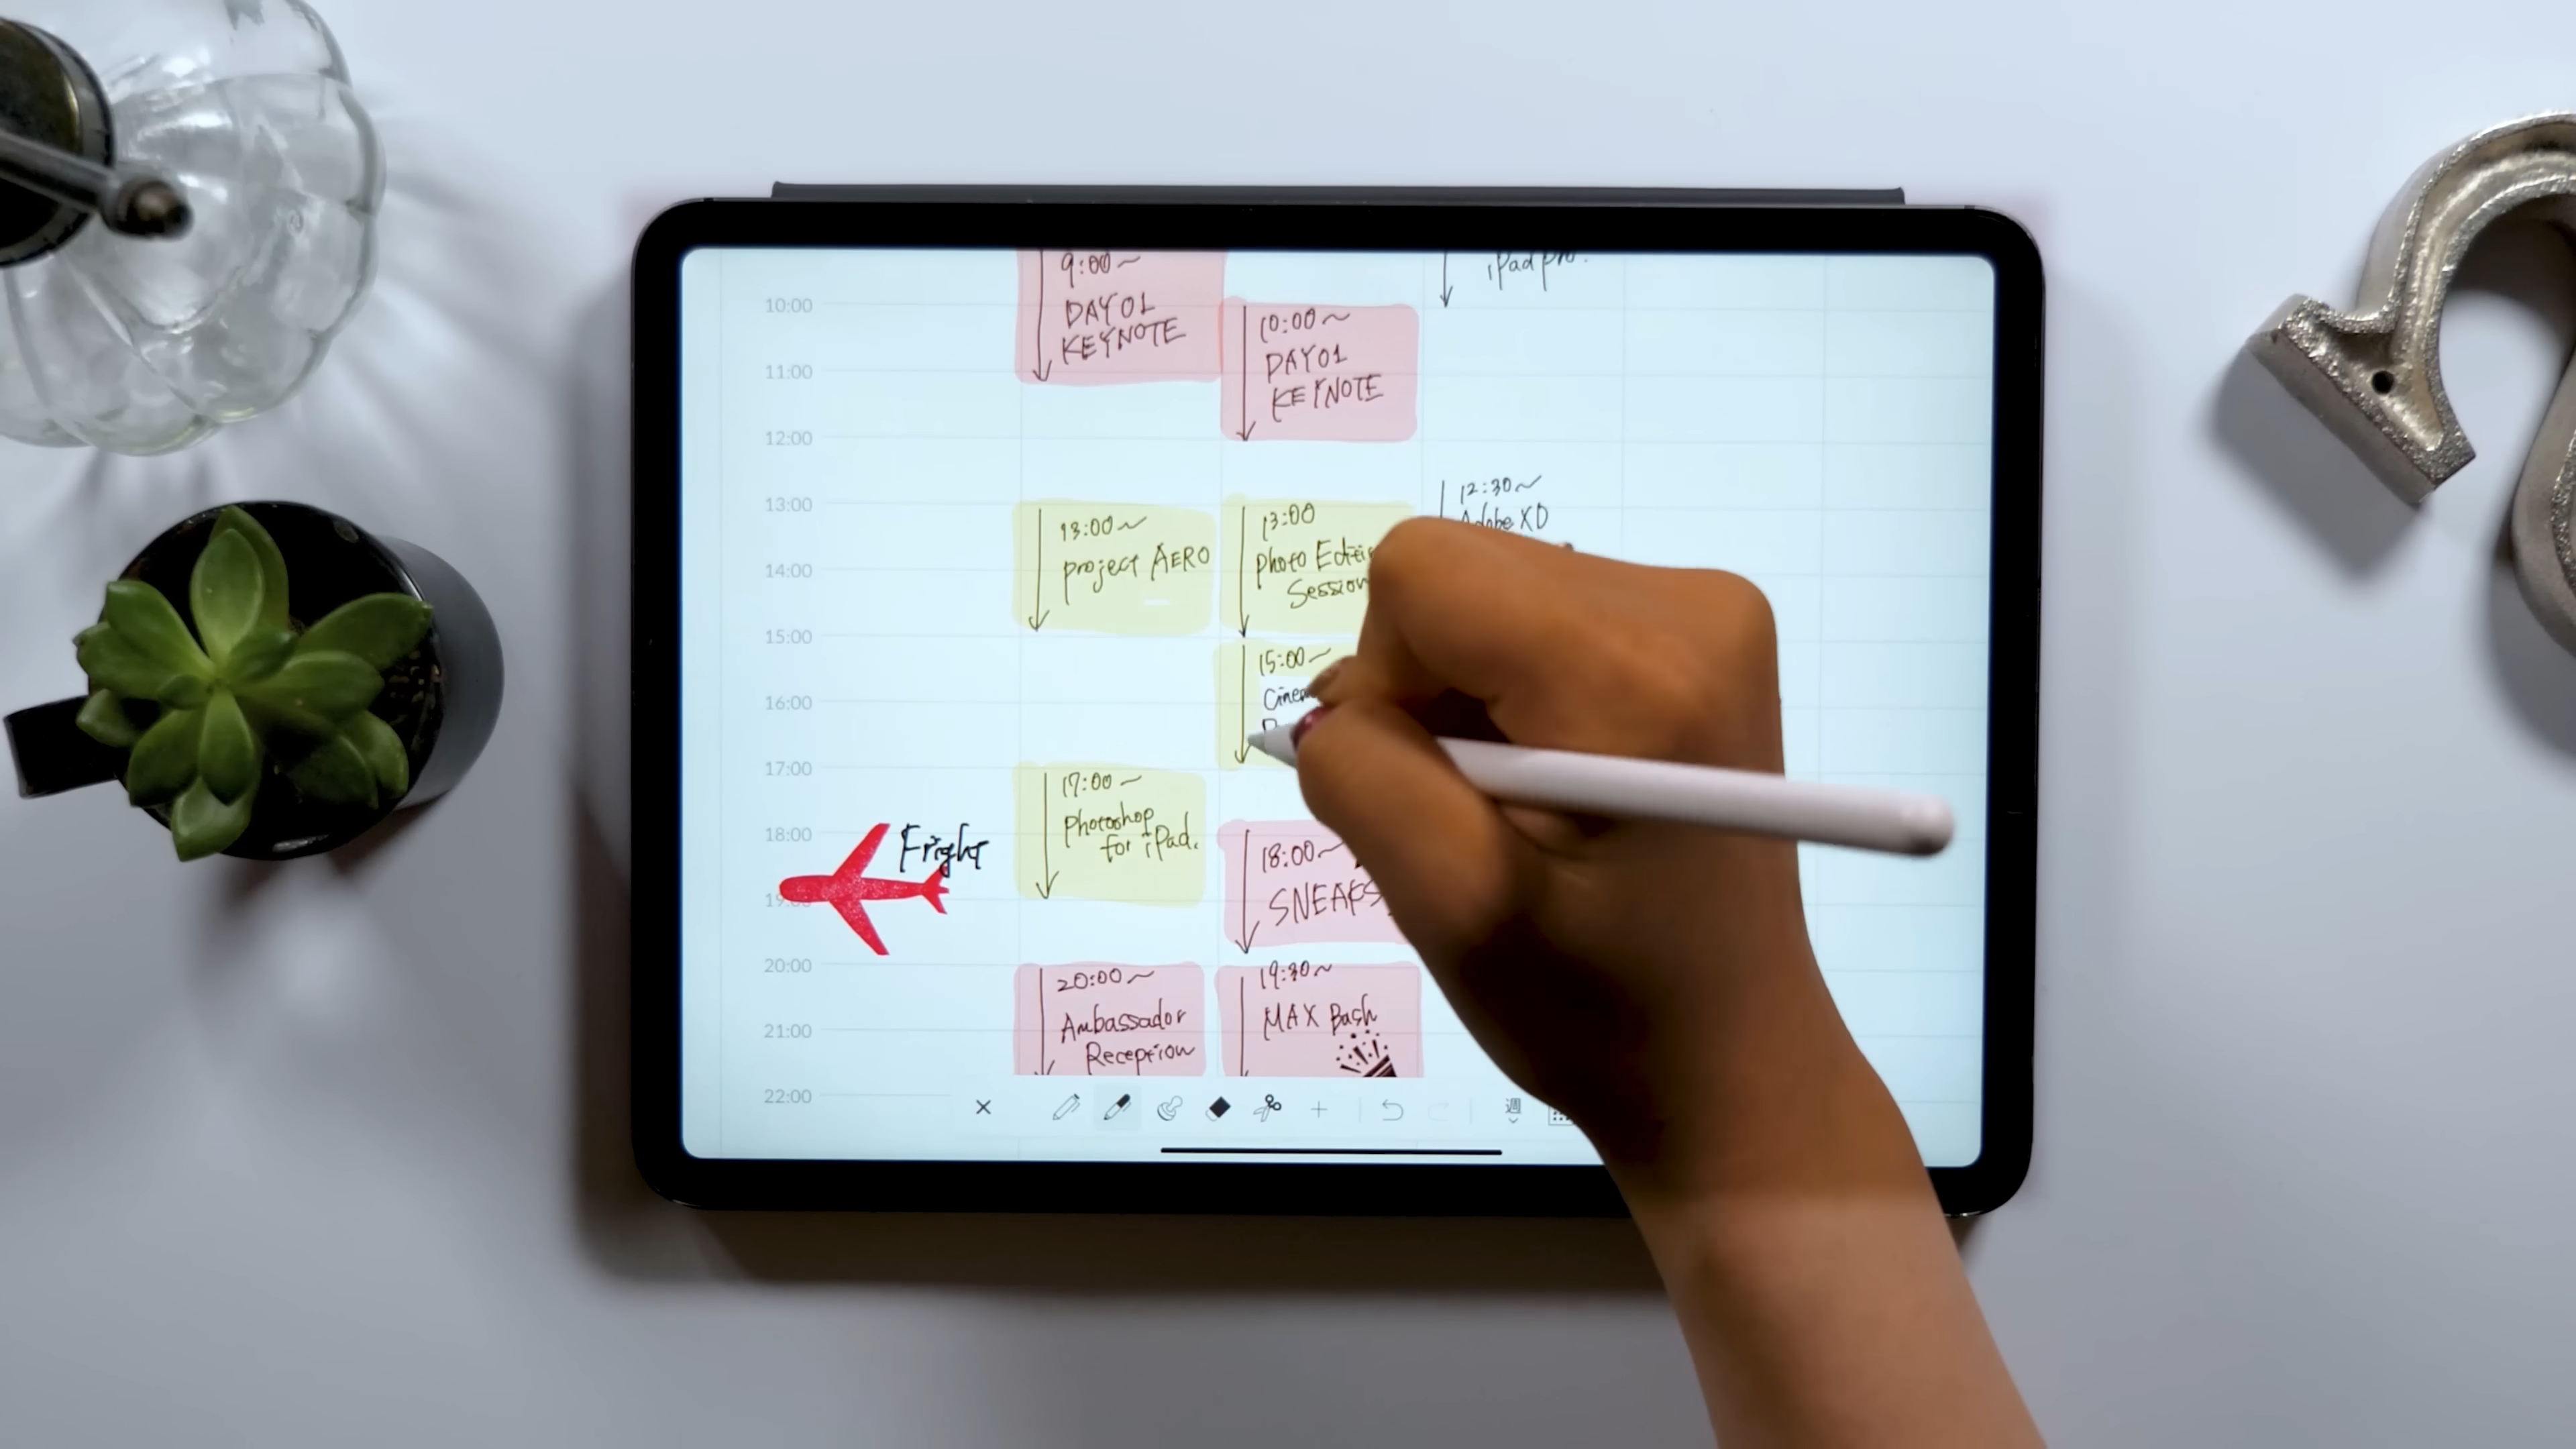 10:00
11:00
12:00
13:00
14:00
15:00
16:00
17:00
18:00
20:00
21:00
22:00
Fright
9:00~
DAY01
KEYNOTE
13:00~
project AERO
17:00~
Photoshop
for iPad.
20:00~
Ambassador
Reception
10:00~
DAY01
KEYNOTE
13:00
Photo
Session
15:00~
18:00~
SNEAKS
19:30~
MAX Bash
iPad Pro.
12:30~
Adobe XD
週